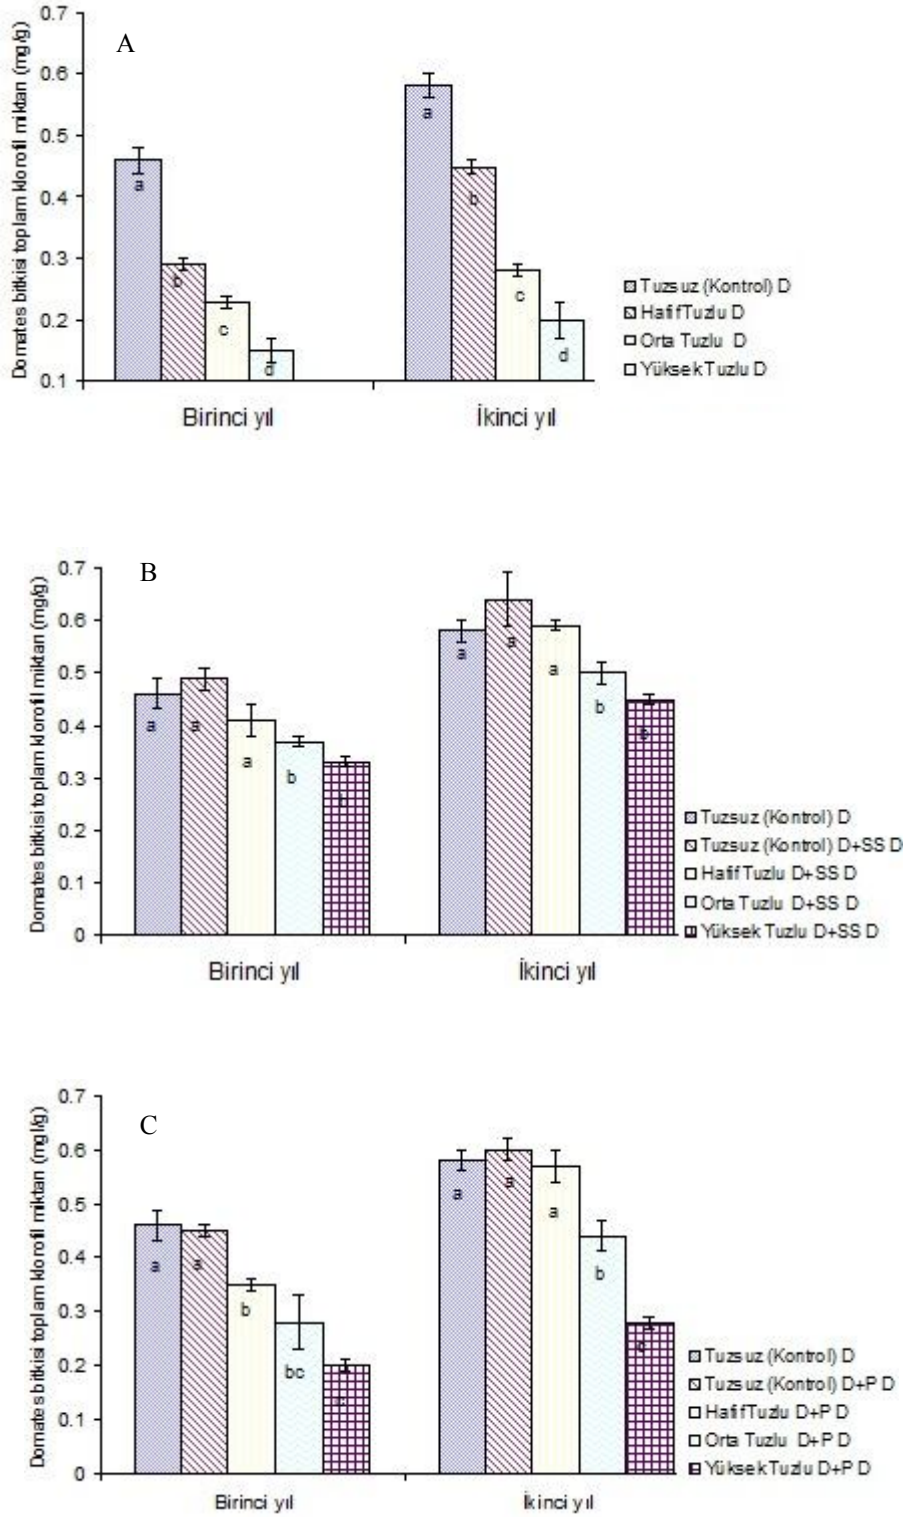 A
Domates bitkisi toplam klorofil miktarı (mg/g)
0.7
0.6
0.5
0.4
0.3
0.2
0.1
a
b
c
d
a
b
c
d
Birinci yıl
İkinci yıl
Tuzsuz (Kontrol) D
Hafif Tuzlu D
Orta Tuzlu D
Yüksek Tuzlu D
B
Domates bitkisi toplam klorofil miktarı (mg/g)
0.7
0.6
0.5
0.4
0.3
0.2
0.1
0
a
a
a
b
a
a
a
b
b
Birinci yıl
İkinci yıl
Tuzsuz (Kontrol) D
Tuzsuz (Kontrol) D+SS D
Hafif Tuzlu D+SS D
Orta Tuzlu D+SS D
Yüksek Tuzlu D+SS D
C
Domates bitkisi toplam klorofil miktarı (mg/g)
0.7
0.6
0.5
0.4
0.3
0.2
0.1
0
a
a
b
bc
c
a
a
a
b
c
Birinci yıl
İkinci yıl
Tuzsuz (Kontrol) D
Tuzsuz (Kontrol) D+P D
Hafif Tuzlu D+P D
Orta Tuzlu D+P D
Yüksek Tuzlu D+P D